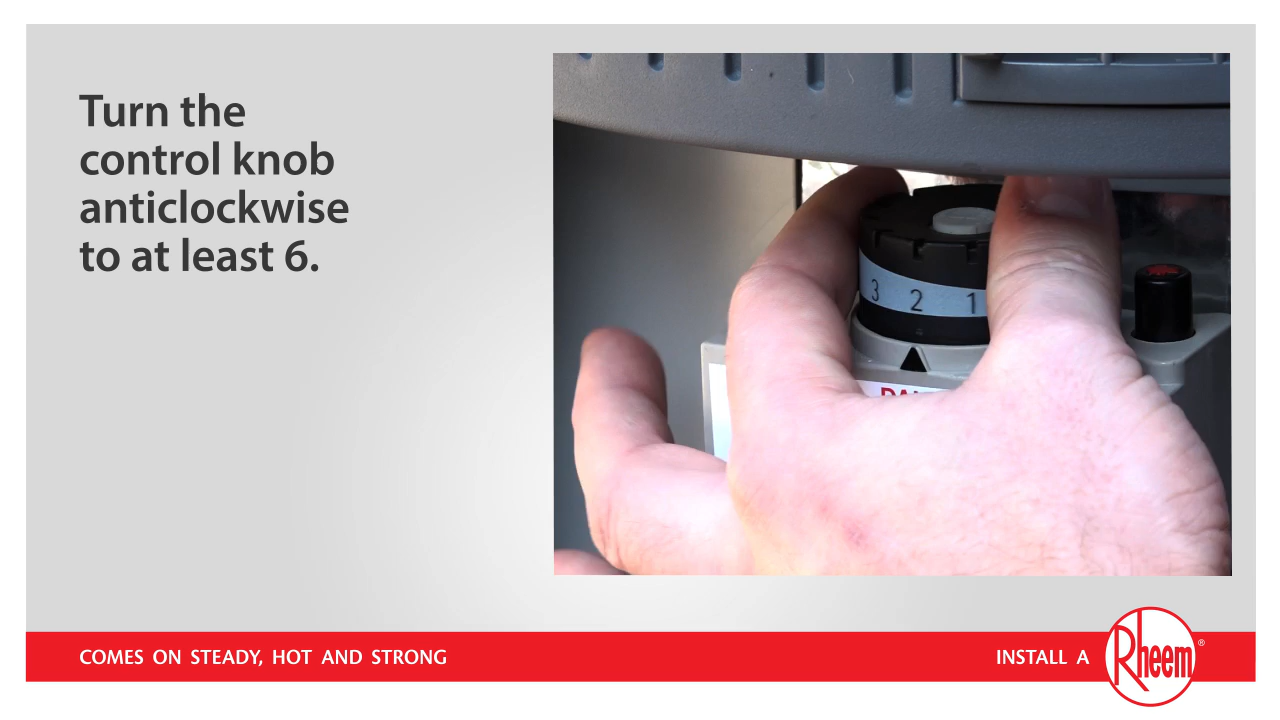 Turn the
control knob
anticlockwise
to at least 6.
3 2 1
COMES ON STEADY, HOT AND STRONG
INSTALL A Rheem®